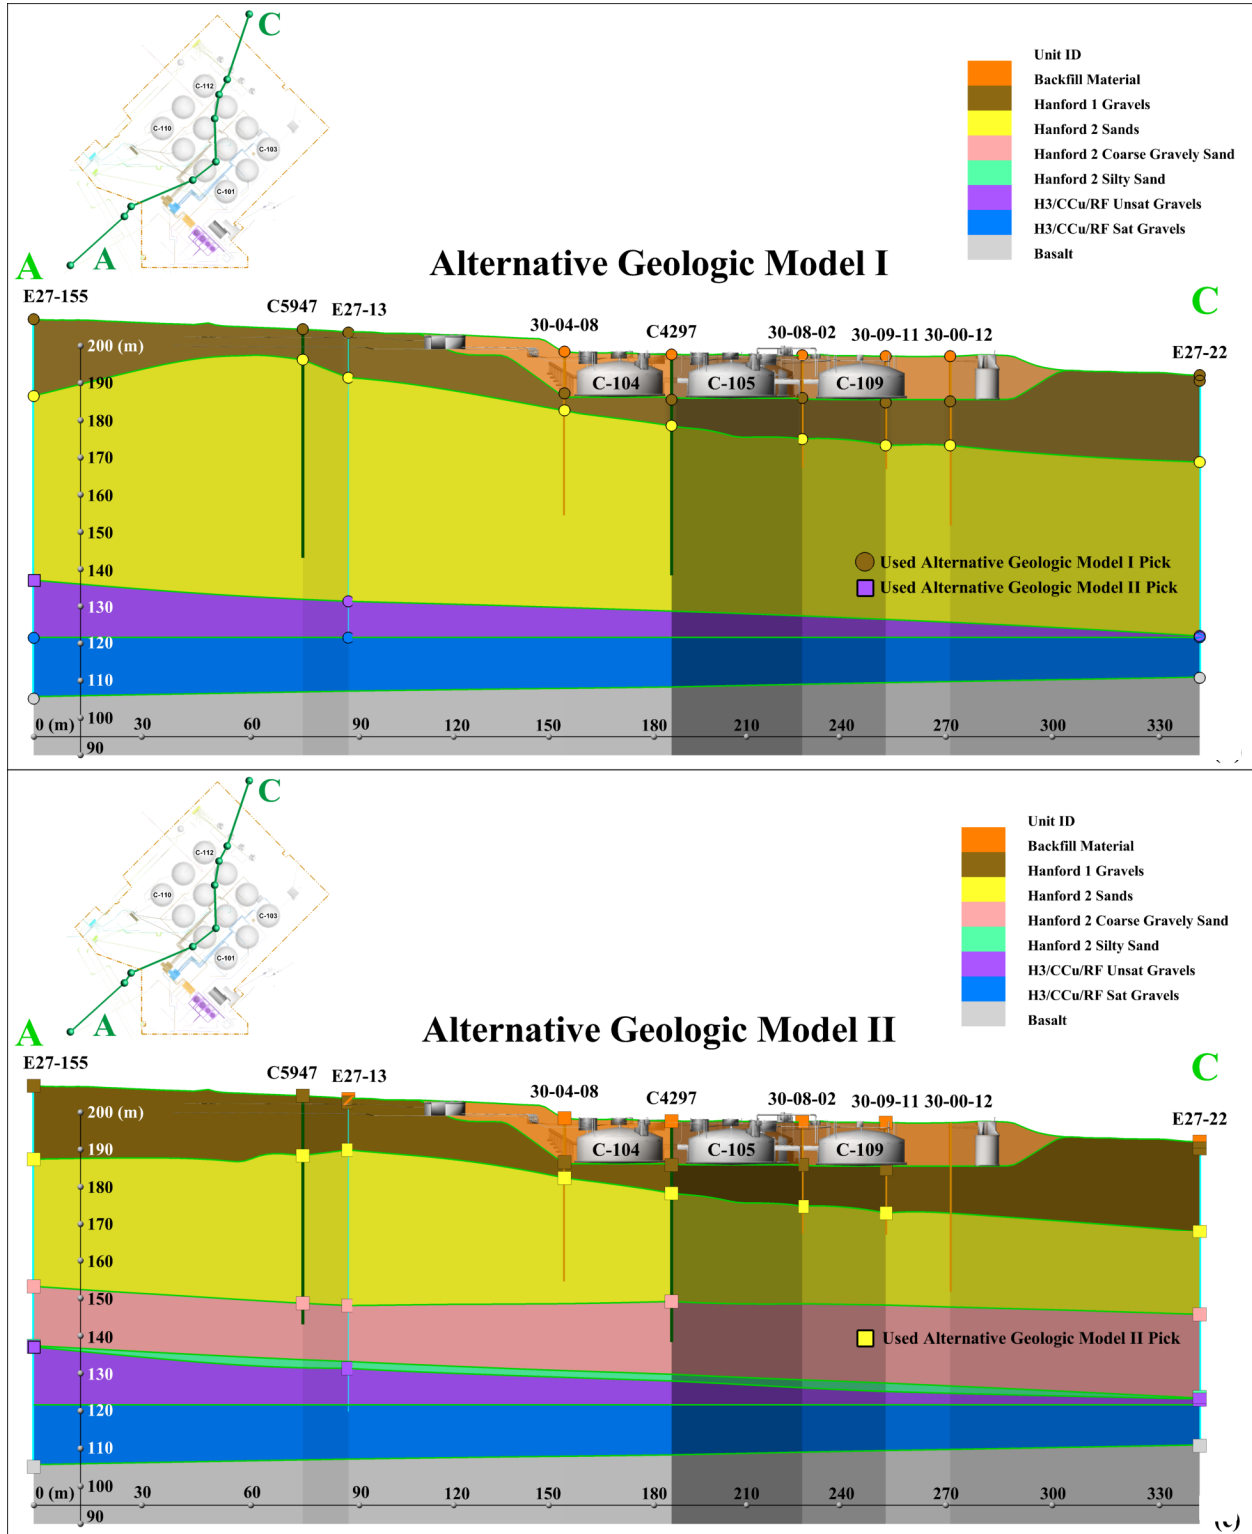 C
C-112
C-110
C-103
C-101
A
Unit ID
Backfill Material
Hanford 1 Gravels
Hanford 2 Sands
Hanford 2 Coarse Gravely Sand
Hanford 2 Silty Sand
H3/CCu/RF Unsat Gravels
H3/CCu/RF Sat Gravels
Basalt
Alternative Geologic Model I
A
C
E27-155
C5947
E27-13
30-04-08
C4297
30-08-02
30-09-11
30-00-12
E27-22
200 (m)
190
180
170
160
150
140
130
120
110
100
90
C-104
C-105
C-109
Used Alternative Geologic Model I Pick
Used Alternative Geologic Model II Pick
0 (m)
30
60
90
120
150
180
210
240
270
300
330
C
C-112
C-110
C-103
C-101
A
Unit ID
Backfill Material
Hanford 1 Gravels
Hanford 2 Sands
Hanford 2 Coarse Gravely Sand
Hanford 2 Silty Sand
H3/CCu/RF Unsat Gravels
H3/CCu/RF Sat Gravels
Basalt
Alternative Geologic Model II
A
C
E27-155
C5947
E27-13
30-04-08
C4297
30-08-02
30-09-11
30-00-12
E27-22
200 (m)
190
180
170
160
150
140
130
120
110
100
90
C-104
C-105
C-109
Used Alternative Geologic Model II Pick
0 (m)
30
60
90
120
150
180
210
240
270
300
330